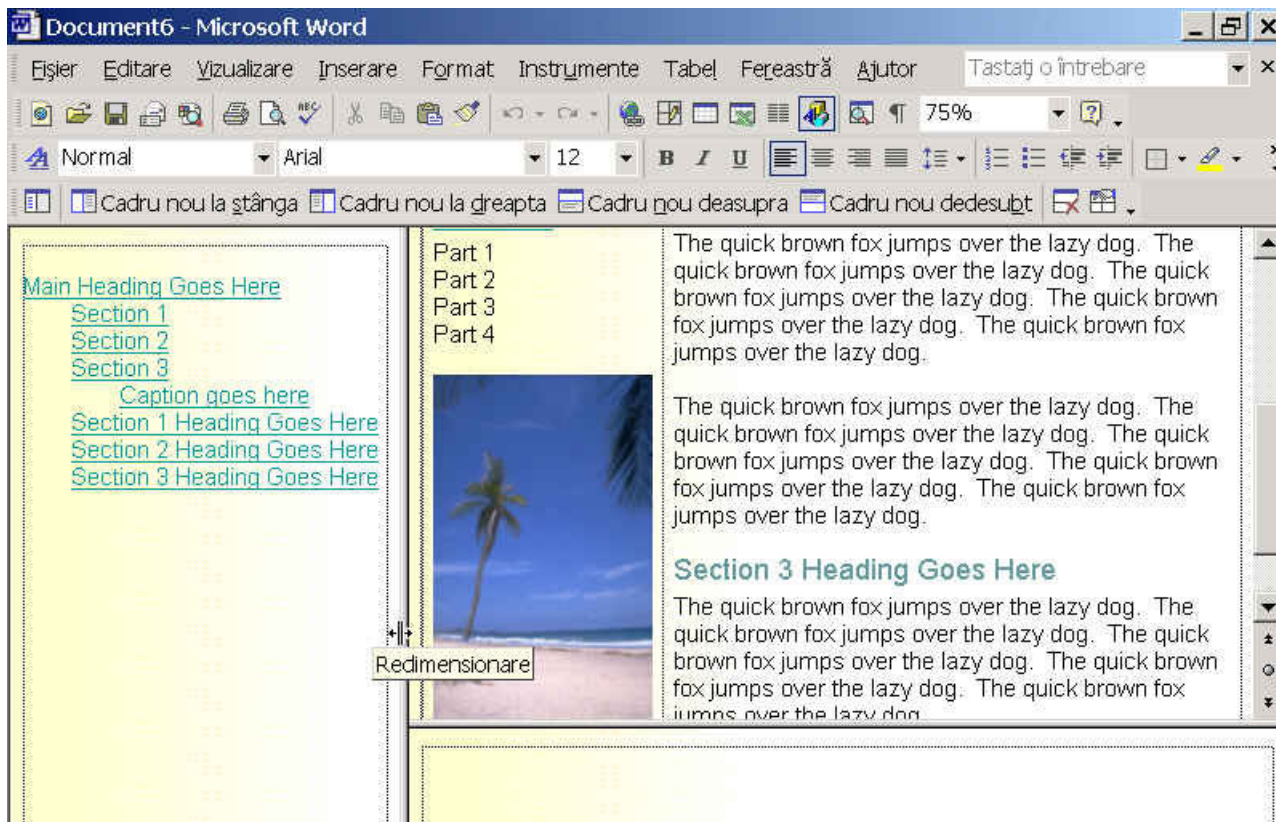 Document6 - Microsoft Word
Fişier Editare Vizualizare Inserare Format Instrumente Tabel Fereastră Ajutor Tastaţi o întrebare
ABC 75%
Normal Arial 12 B I U
Cadru nou la stânga Cadru nou la dreapta Cadru nou deasupra Cadru nou dedesubt
Main Heading Goes Here
Section 1
Section 2
Section 3
Caption goes here
Section 1 Heading Goes Here
Section 2 Heading Goes Here
Section 3 Heading Goes Here
Redimensionare
Part 1
Part 2
Part 3
Part 4
The quick brown fox jumps over the lazy dog. The
quick brown fox jumps over the lazy dog. The quick
brown fox jumps over the lazy dog. The quick brown
fox jumps over the lazy dog. The quick brown fox
jumps over the lazy dog.
The quick brown fox jumps over the lazy dog. The
quick brown fox jumps over the lazy dog. The quick
brown fox jumps over the lazy dog. The quick brown
fox jumps over the lazy dog. The quick brown fox
jumps over the lazy dog.
Section 3 Heading Goes Here
The quick brown fox jumps over the lazy dog. The
quick brown fox jumps over the lazy dog. The quick
brown fox jumps over the lazy dog. The quick brown
fox jumps over the lazy dog. The quick brown fox
jumps over the lazy dog.